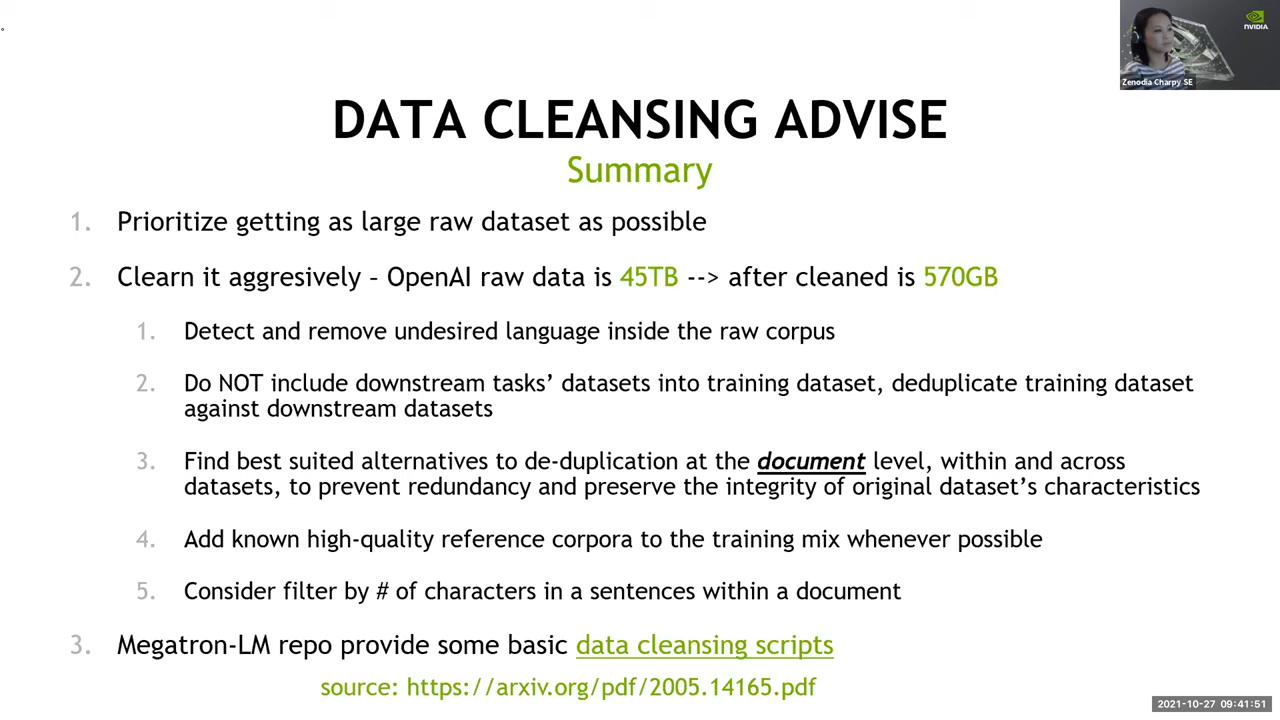 NVIDIA
Zenodia Charpy SE
DATA CLEANSING ADVISE
Summary
1. Prioritize getting as large raw dataset as possible
2. Clearn it aggresively – OpenAI raw data is 45TB --> after cleaned is 570GB
1. Detect and remove undesired language inside the raw corpus
2. Do NOT include downstream tasks’ datasets into training dataset, deduplicate training dataset
against downstream datasets
3. Find best suited alternatives to de-duplication at the document level, within and across
datasets, to prevent redundancy and preserve the integrity of original dataset’s characteristics
4. Add known high-quality reference corpora to the training mix whenever possible
5. Consider filter by # of characters in a sentences within a document
3. Megatron-LM repo provide some basic data cleansing scripts
source: https://arxiv.org/pdf/2005.14165.pdf
2021-10-27 09:41:51